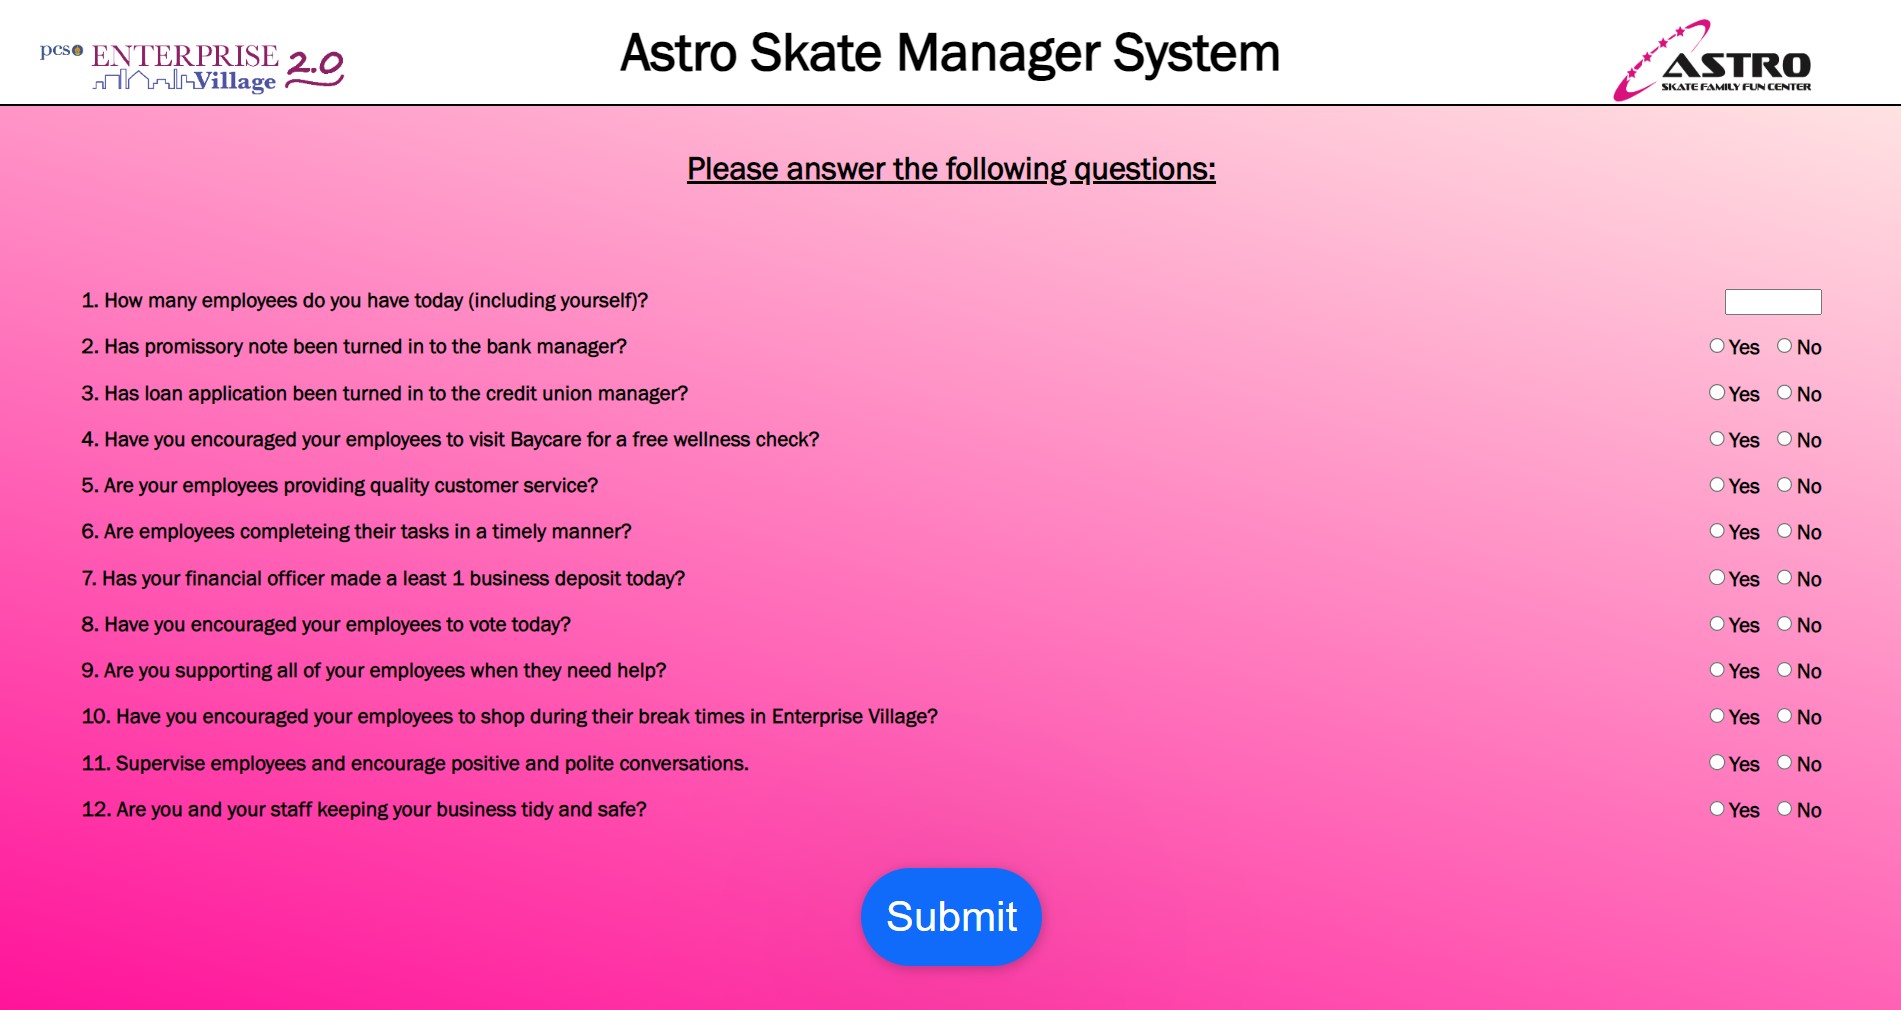 pcs ENTERPRISE Village 2.0
Astro Skate Manager System
ASTRO
SKATE FAMILY FUN CENTER
Please answer the following questions:
1. How many employees do you have today (including yourself)?
2. Has promissory note been turned in to the bank manager? Yes No
3. Has loan application been turned in to the credit union manager? Yes No
4. Have you encouraged your employees to visit Baycare for a free wellness check? Yes No
5. Are your employees providing quality customer service? Yes No
6. Are employees completeing their tasks in a timely manner? Yes No
7. Has your financial officer made a least 1 business deposit today? Yes No
8. Have you encouraged your employees to vote today? Yes No
9. Are you supporting all of your employees when they need help? Yes No
10. Have you encouraged your employees to shop during their break times in Enterprise Village? Yes No
11. Supervise employees and encourage positive and polite conversations. Yes No
12. Are you and your staff keeping your business tidy and safe? Yes No
Submit